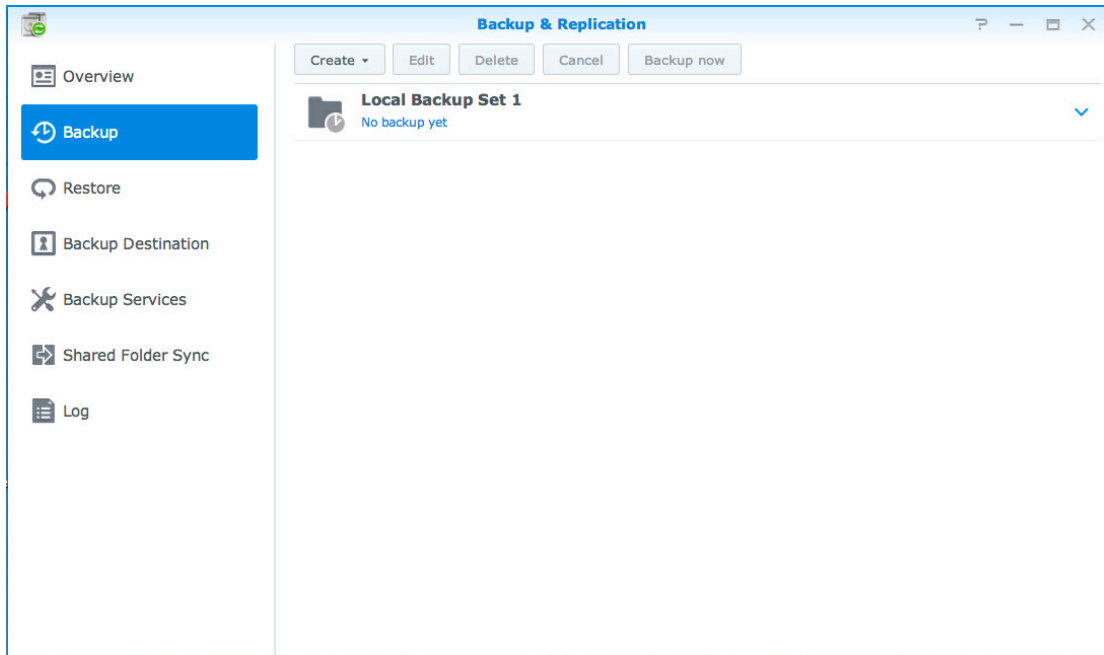 Backup & Replication
Overview
Backup
Restore
Backup Destination
Backup Services
Shared Folder Sync
Log
Create Edit Delete Cancel Backup now
Local Backup Set 1
No backup yet